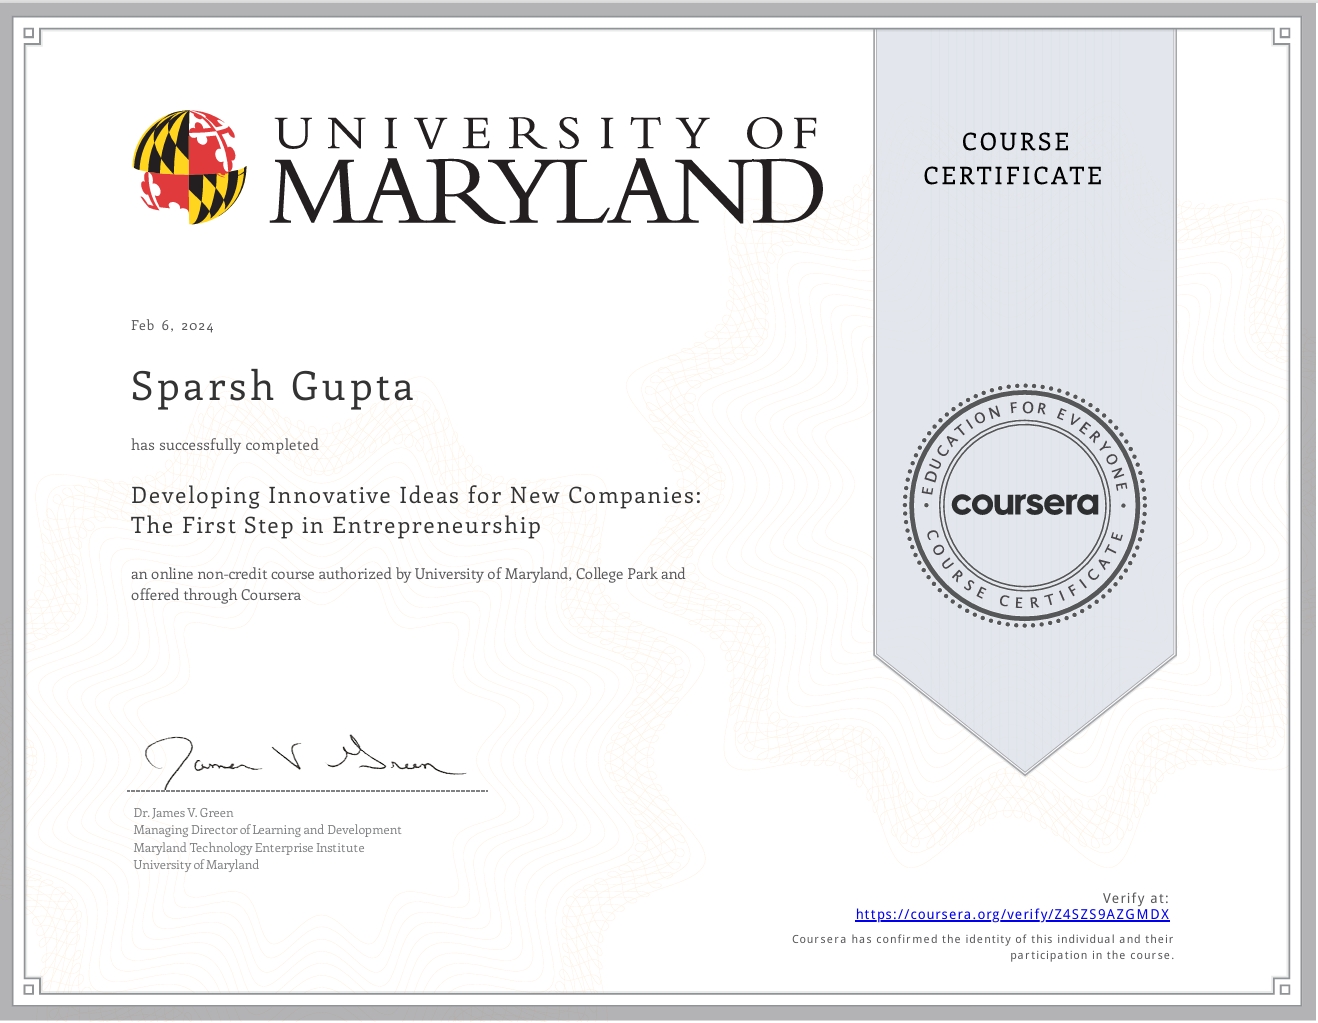 UNIVERSITY OF
MARYLAND
COURSE
CERTIFICATE
Feb 6, 2024
Sparsh Gupta
has successfully completed
Developing Innovative Ideas for New Companies:
The First Step in Entrepreneurship
an online non-credit course authorized by University of Maryland, College Park and
offered through Coursera
EDUCATION FOR EVERYONE
coursera
COURSE CERTIFICATE
James V Green
Dr. James V. Green
Managing Director of Learning and Development
Maryland Technology Enterprise Institute
University of Maryland
Verify at:
https://coursera.org/verify/Z4SZS9AZGMDX
Coursera has confirmed the identity of this individual and their
participation in the course.